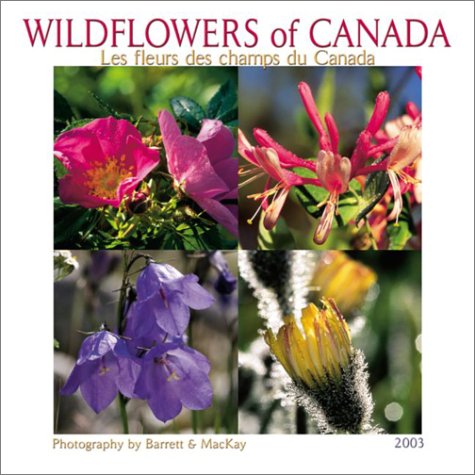 WILDFLOWERS of CANADA
Les fleurs des champs du Canada
Photography by Barrett & MacKay
2003